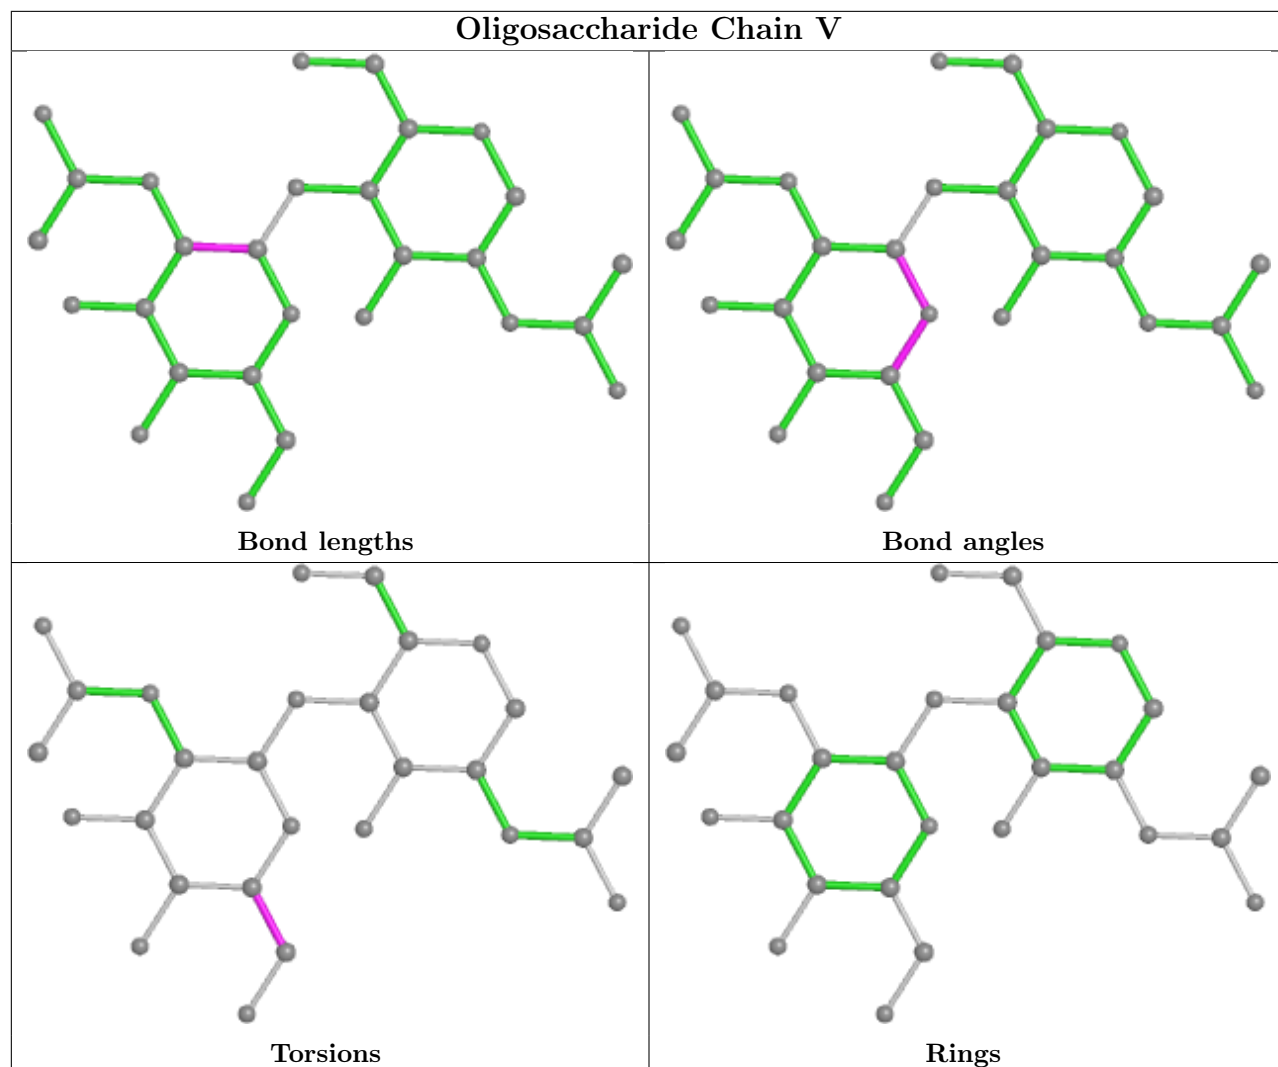 Oligosaccharide Chain V
Bond lengths
Bond angles
Torsions
Rings